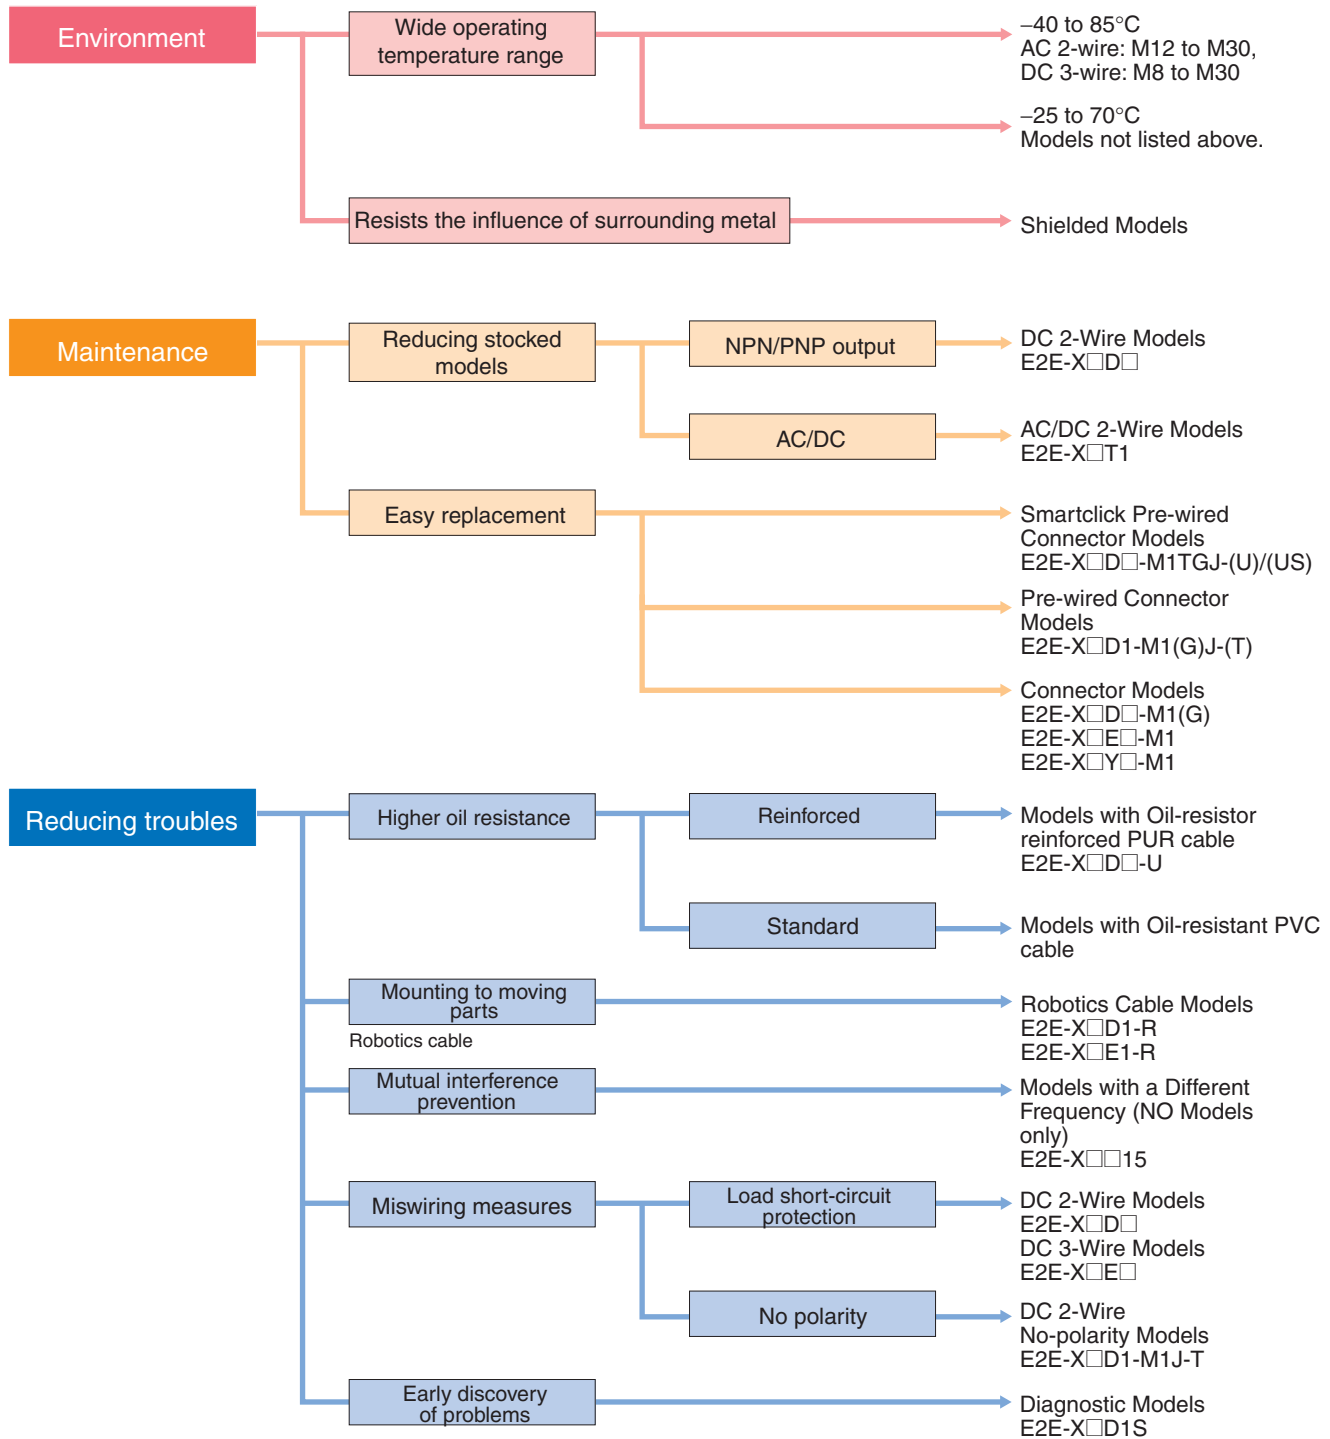 Environment
Wide operating
temperature range
–40 to 85°C
AC 2-wire: M12 to M30,
DC 3-wire: M8 to M30
–25 to 70°C
Models not listed above.
Resists the influence of surrounding metal
Shielded Models
Maintenance
Reducing stocked
models
NPN/PNP output
DC 2-Wire Models
E2E-X□D□
AC/DC
AC/DC 2-Wire Models
E2E-X□T1
Easy replacement
Smartclick Pre-wired
Connector Models
E2E-X□D□-M1TGJ-(U)/(US)
Pre-wired Connector
Models
E2E-X□D1-M1(G)J-(T)
Connector Models
E2E-X□D□-M1(G)
E2E-X□E□-M1
E2E-X□Y□-M1
Reducing troubles
Higher oil resistance
Reinforced
Models with Oil-resistor
reinforced PUR cable
E2E-X□D□-U
Standard
Models with Oil-resistant PVC
cable
Mounting to moving
parts
Robotics cable
Robotics Cable Models
E2E-X□D1-R
E2E-X□E1-R
Mutual interference
prevention
Models with a Different
Frequency (NO Models
only)
E2E-X□□15
Miswiring measures
Load short-circuit
protection
DC 2-Wire Models
E2E-X□D□
DC 3-Wire Models
E2E-X□E□
No polarity
DC 2-Wire
No-polarity Models
E2E-X□D1-M1J-T
Early discovery
of problems
Diagnostic Models
E2E-X□D1S